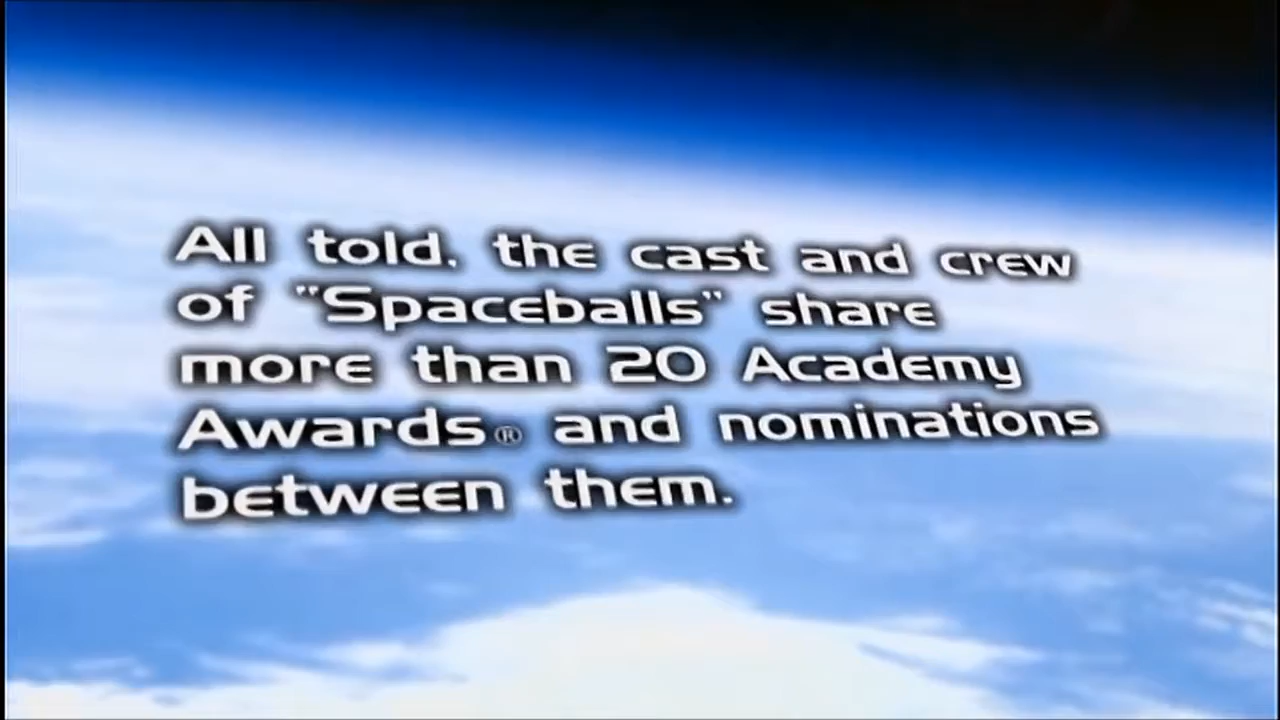 All told, the cast and crew
of "Spaceballs" share
more than 20 Academy
Awards® and nominations
between them.